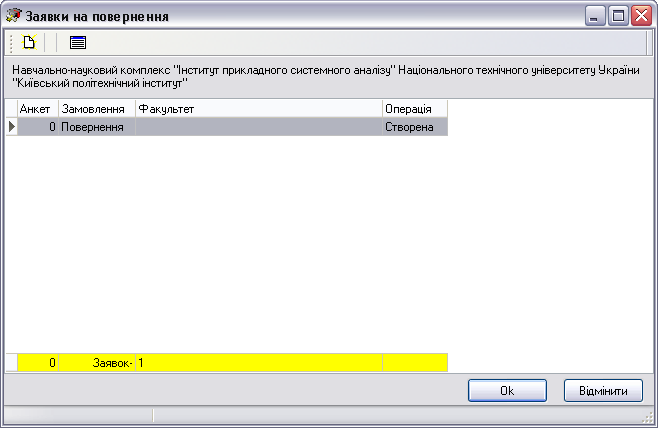 Заявки на повернення
Навчально-науковий комплекс "Інститут прикладного системного аналізу" Національного технічного університету України
"Київський політехнічний інститут"
Анкет Замовлення Факультет Операція
0 Повернення Створена
0 Заявок- 1
Ok Відмінити